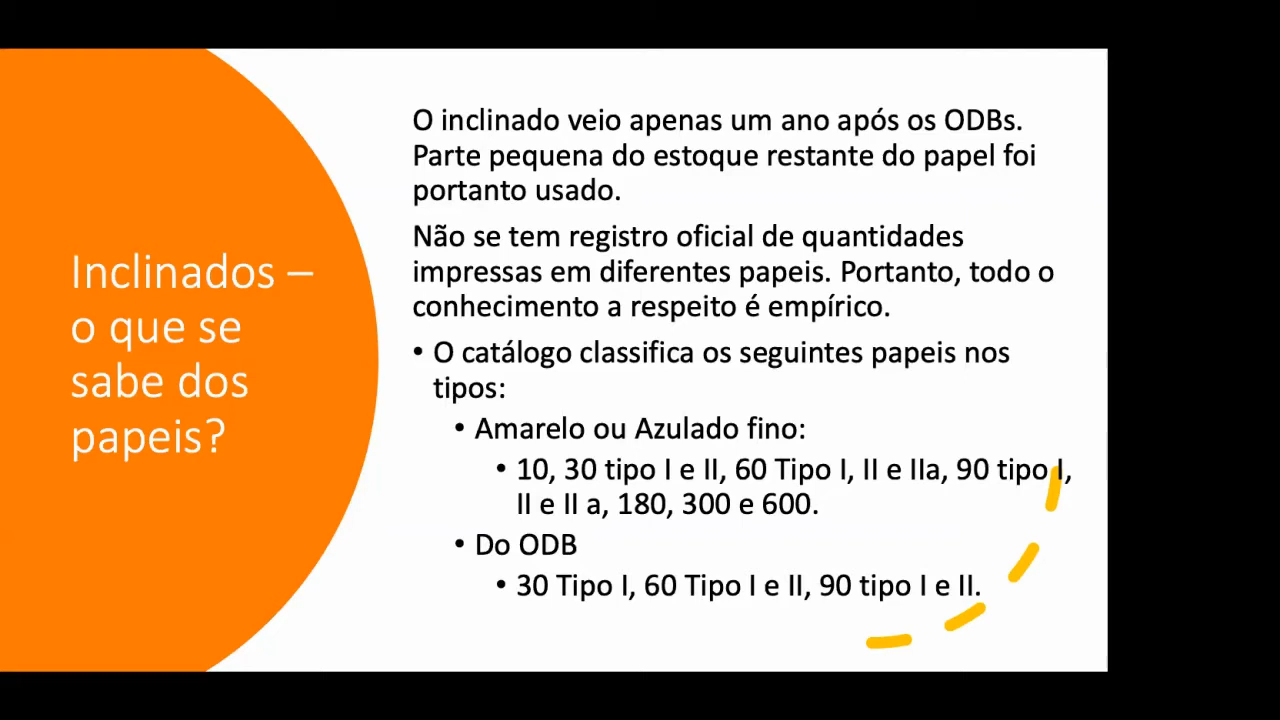 Inclinados –
o que se
sabe dos
papeis?
O inclinado veio apenas um ano após os ODBs.
Parte pequena do estoque restante do papel foi
portanto usado.
Não se tem registro oficial de quantidades
impressas em diferentes papeis. Portanto, todo o
conhecimento a respeito é empírico.
• O catálogo classifica os seguintes papeis nos
tipos:
• Amarelo ou Azulado fino:
• 10, 30 tipo I e II, 60 Tipo I, II e IIa, 90 tipo I,
II e II a, 180, 300 e 600.
• Do ODB
• 30 Tipo I, 60 Tipo I e II, 90 tipo I e II.